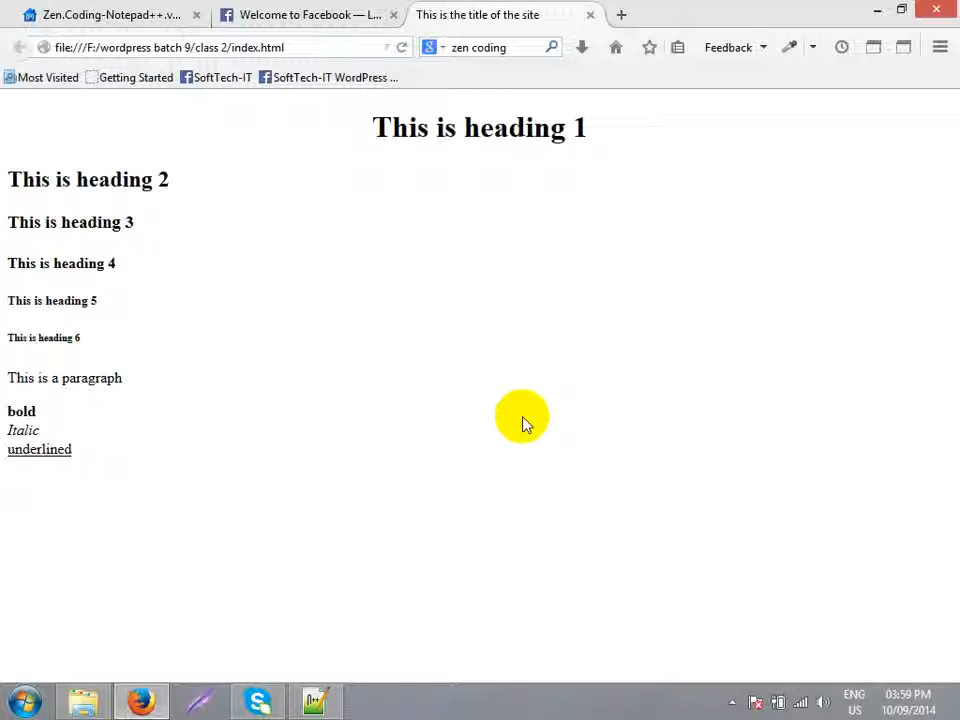 Zen.Coding-Notepad++.v...
Welcome to Facebook — L...
This is the title of the site
file:///F:/wordpress batch 9/class 2/index.html
zen coding
Feedback
Most Visited
Getting Started
SoftTech-IT
SoftTech-IT WordPress ...
This is heading 1
This is heading 2
This is heading 3
This is heading 4
This is heading 5
This is heading 6
This is a paragraph
bold
Italic
underlined
ENG
03:59 PM
US
10/09/2014